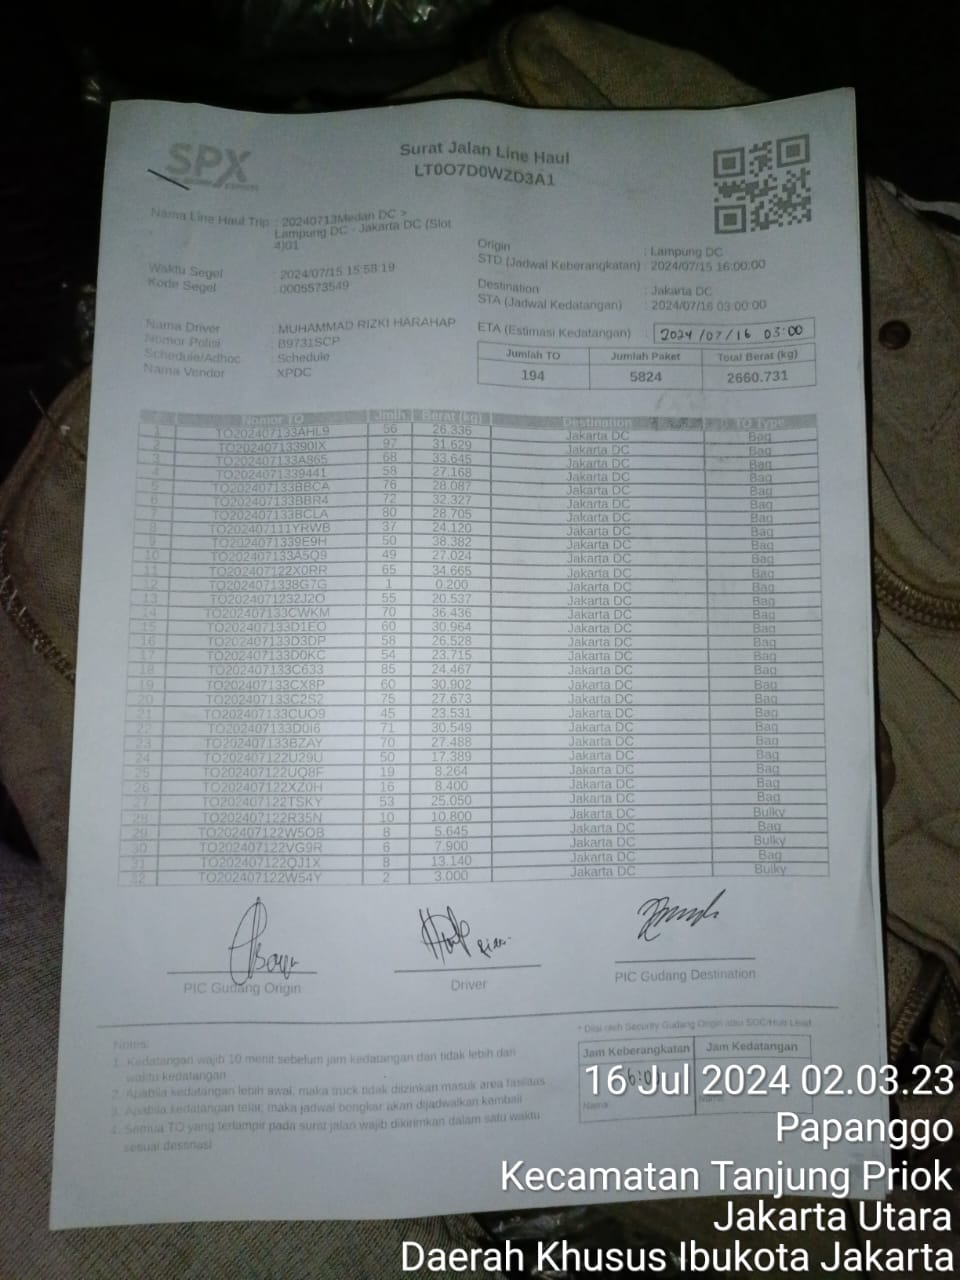 SPX
EXPRESS
Surat Jalan Line Haul
LT0O7D0WZD3A1
Nama Line Haul Trip : 20240713Medan DC >
Lampung DC - Jakarta DC (Slot
4)01
Waktu Segel : 2024/07/15 15:58:19
Kode Segel : 0005573549
Nama Driver : MUHAMMAD RIZKI HARAHAP
Nomor Polisi : B9731SCP
Schedule/Adhoc : Schedule
Nama Vendor : XPDC
Origin : Lampung DC
STD (Jadwal Keberangkatan) : 2024/07/15 16:00:00
Destination : Jakarta DC
STA (Jadwal Kedatangan) : 2024/07/16 03:00:00
ETA (Estimasi Kedatangan) : 2024/07/16 03:00
Jumlah TO Jumlah Paket Total Berat (kg)
194 5824 2660.731
Nomor TO Jmlh Berat (kg) Destination TO Type
1 TO202407133AHL9 56 26.336 Jakarta DC Bag
2 TO20240713390IX 97 31.629 Jakarta DC Bag
3 TO202407133A865 68 33.645 Jakarta DC Bag
4 TO2024071339441 58 27.168 Jakarta DC Bag
5 TO202407133BBCA 76 28.087 Jakarta DC Bag
6 TO202407133BBR4 72 32.327 Jakarta DC Bag
7 TO202407133BCLA 80 28.705 Jakarta DC Bag
8 TO202407111YRWB 37 24.120 Jakarta DC Bag
9 TO2024071339E9H 50 38.382 Jakarta DC Bag
10 TO202407133A5Q9 49 27.024 Jakarta DC Bag
11 TO202407122X0RR 65 34.665 Jakarta DC Bag
12 TO2024071338G7G 1 0.200 Jakarta DC Bag
13 TO2024071232J2O 55 20.537 Jakarta DC Bag
14 TO202407133CWKM 70 36.436 Jakarta DC Bag
15 TO202407133D1EO 60 30.964 Jakarta DC Bag
16 TO202407133D3DP 58 26.528 Jakarta DC Bag
17 TO202407133D0KC 54 23.715 Jakarta DC Bag
18 TO202407133C633 85 24.467 Jakarta DC Bag
19 TO202407133CX8P 60 30.902 Jakarta DC Bag
20 TO202407133C2S2 75 27.673 Jakarta DC Bag
21 TO202407133CUO9 45 23.531 Jakarta DC Bag
22 TO202407133D0I6 71 30.549 Jakarta DC Bag
23 TO202407133BZAY 70 27.488 Jakarta DC Bag
24 TO202407122U29U 50 17.389 Jakarta DC Bag
25 TO202407122UQ8F 19 8.264 Jakarta DC Bag
26 TO202407122XZ0H 16 8.400 Jakarta DC Bag
27 TO202407122TSKY 53 25.050 Jakarta DC Bag
28 TO202407122R35N 10 10.800 Jakarta DC Bulky
29 TO202407122W5OB 8 5.645 Jakarta DC Bag
30 TO202407122VG9R 6 7.900 Jakarta DC Bulky
31 TO202407122QJ1X 8 13.140 Jakarta DC Bag
32 TO202407122W54Y 2 3.000 Jakarta DC Bulky
PIC Gudang Origin Driver PIC Gudang Destination
* Diisi oleh Security Gudang Origin atau SOC/Hub Lead
Jam Keberangkatan Jam Kedatangan
Nama: Nama:
Notes:
1. Kedatangan wajib 10 menit sebelum jam kedatangan dan tidak lebih dari
waktu kedatangan
2. Apabila kedatangan lebih awal, maka truck tidak diizinkan masuk area fasilitas
3. Apabila kedatangan telat, maka jadwal bongkar akan dijadwalkan kembali
4. Semua TO yang terlampir pada surat jalan wajib dikirimkan dalam satu waktu
sesuai destinasi
16 Jul 2024 02.03.23
Papanggo
Kecamatan Tanjung Priok
Jakarta Utara
Daerah Khusus Ibukota Jakarta